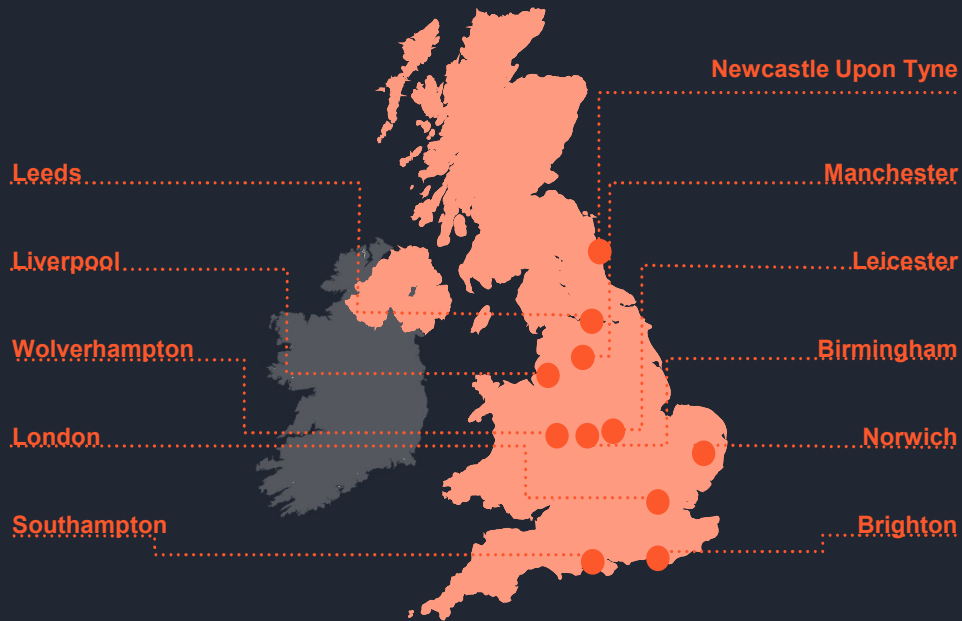 Newcastle Upon Tyne
Leeds
Manchester
Liverpool
Leicester
Wolverhampton
Birmingham
London
Norwich
Southampton
Brighton